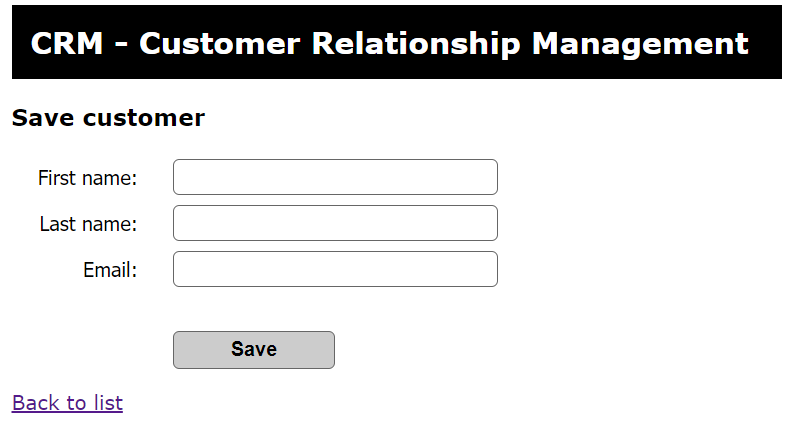 CRM - Customer Relationship Management
Save customer
First name:
Last name:
Email:
Save
Back to list